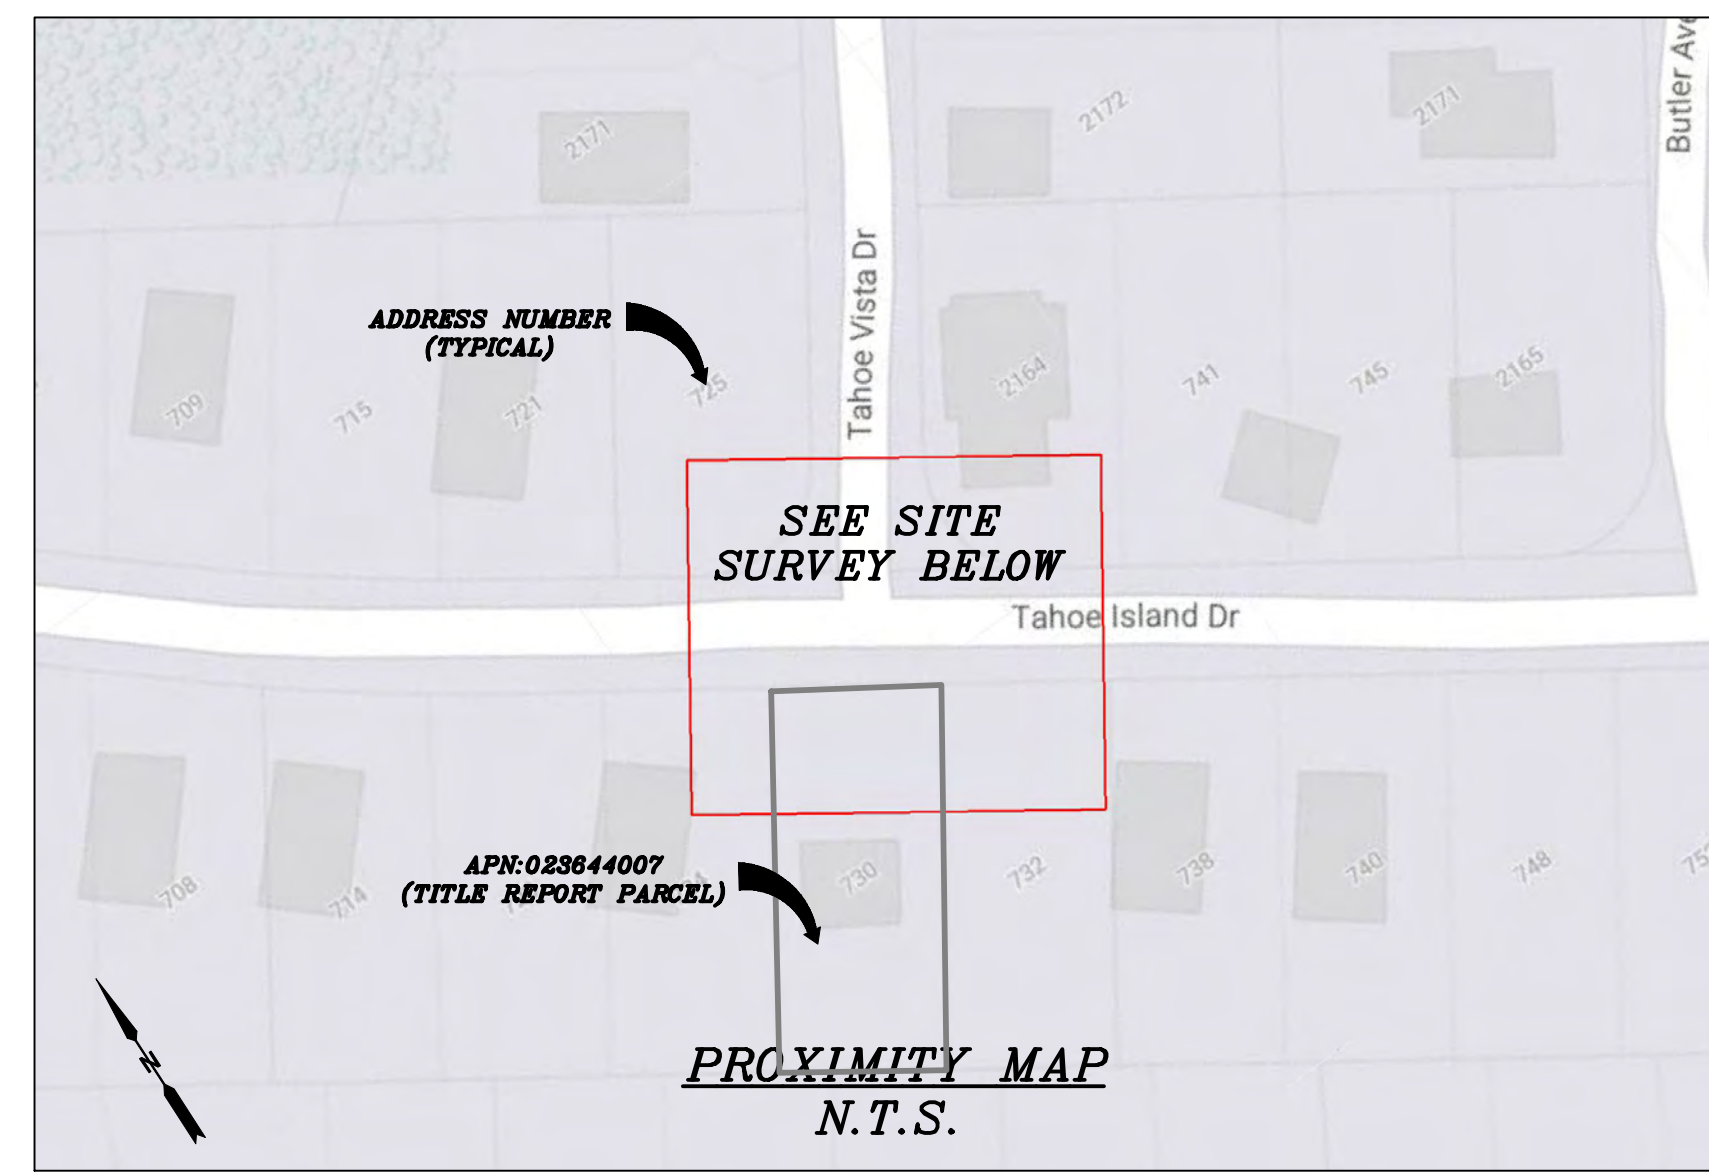 Butler Ave
2171
2172
2171
Tahoe Vista Dr
ADDRESS NUMBER
(TYPICAL)
709
715
721
725
2164
741
745
2165
SEE SITE
SURVEY BELOW
Tahoe Island Dr
APN:023644007
(TITLE REPORT PARCEL)
708
714
730
732
738
740
748
N
PROXIMITY MAP
N.T.S.